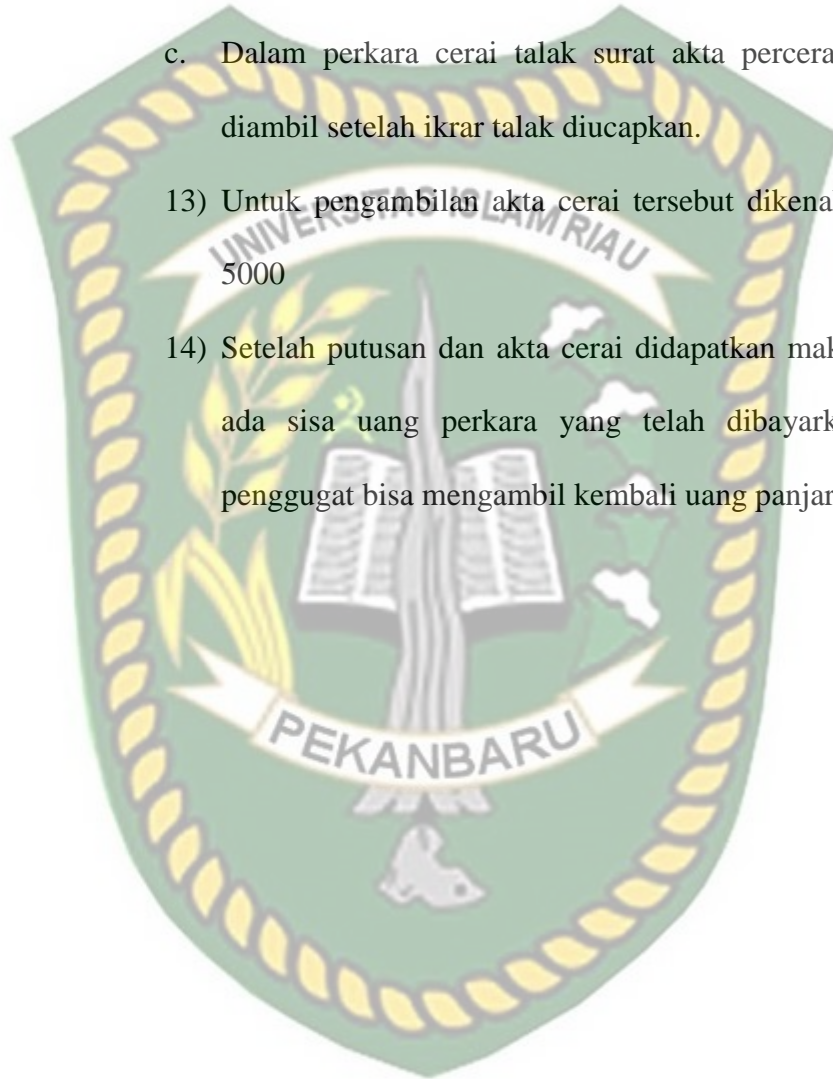 c. Dalam perkara cerai talak surat akta percera
diambil setelah ikrar talak diucapkan.
13) Untuk pengambilan akta cerai tersebut dikena
UNIVERSITAS ISLAM RIAU
5000
14) Setelah putusan dan akta cerai didapatkan mak
ada sisa uang perkara yang telah dibayark
penggugat bisa mengambil kembali uang panjar
PEKANBARU